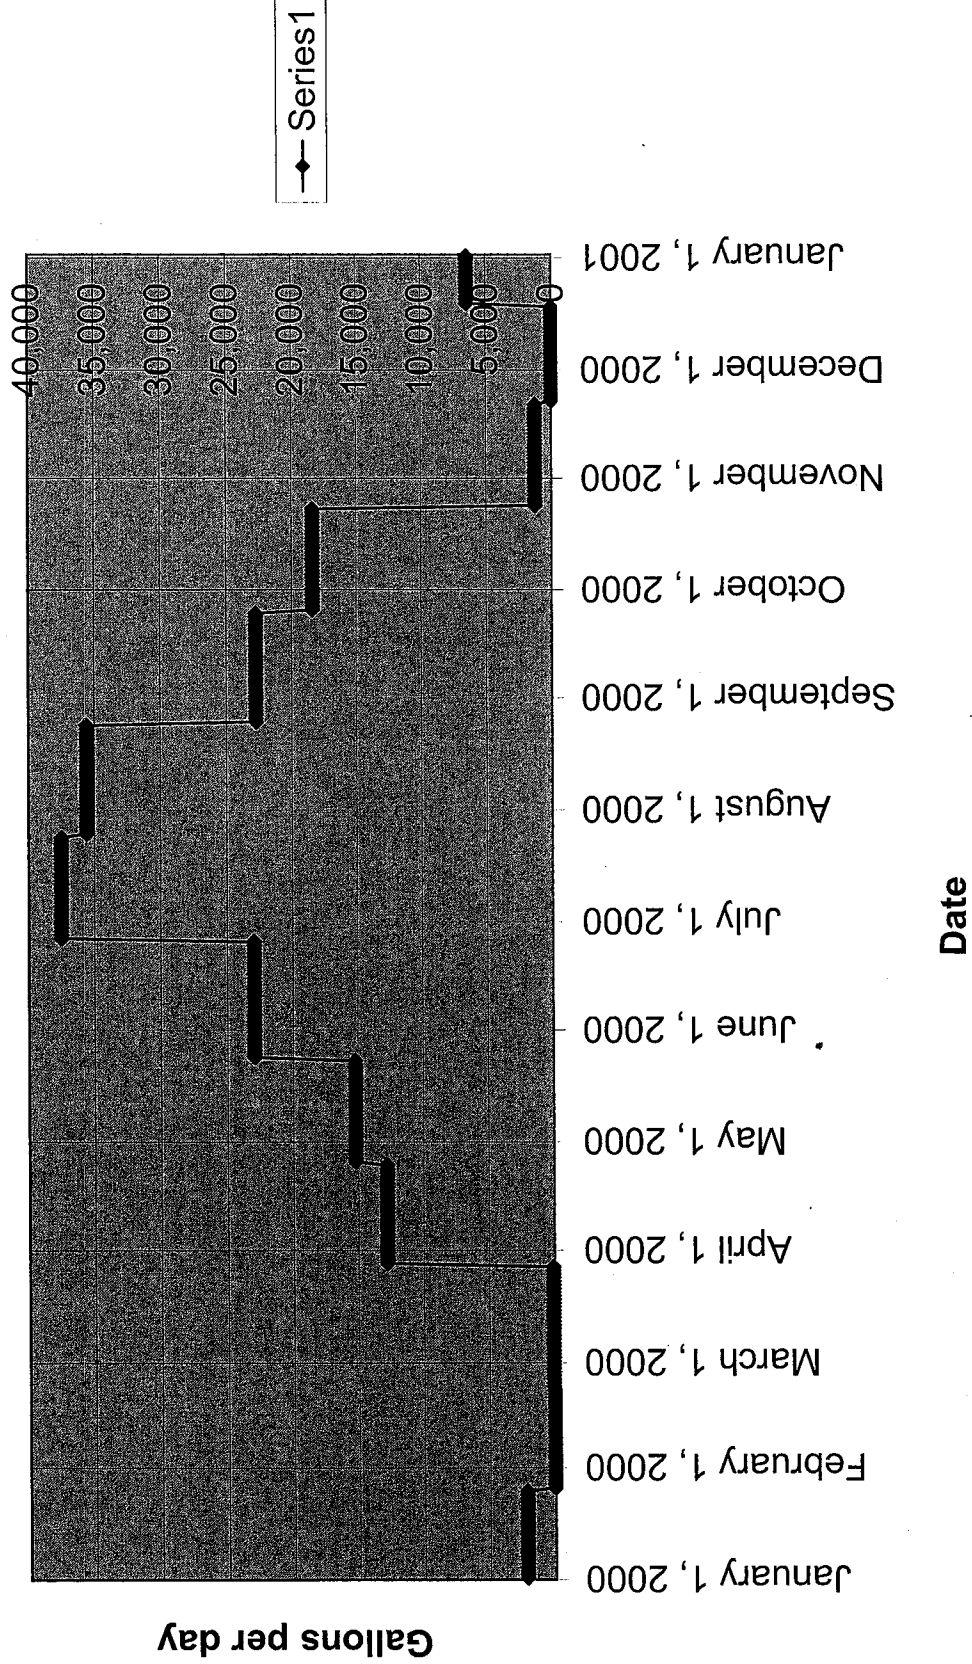 Gallons per day
40,000
35,000
30,000
25,000
20,000
15,000
10,000
5,000
0
January 1, 2000
February 1, 2000
March 1, 2000
April 1, 2000
May 1, 2000
June 1, 2000
July 1, 2000
August 1, 2000
September 1, 2000
October 1, 2000
November 1, 2000
December 1, 2000
January 1, 2001
Date
Series1